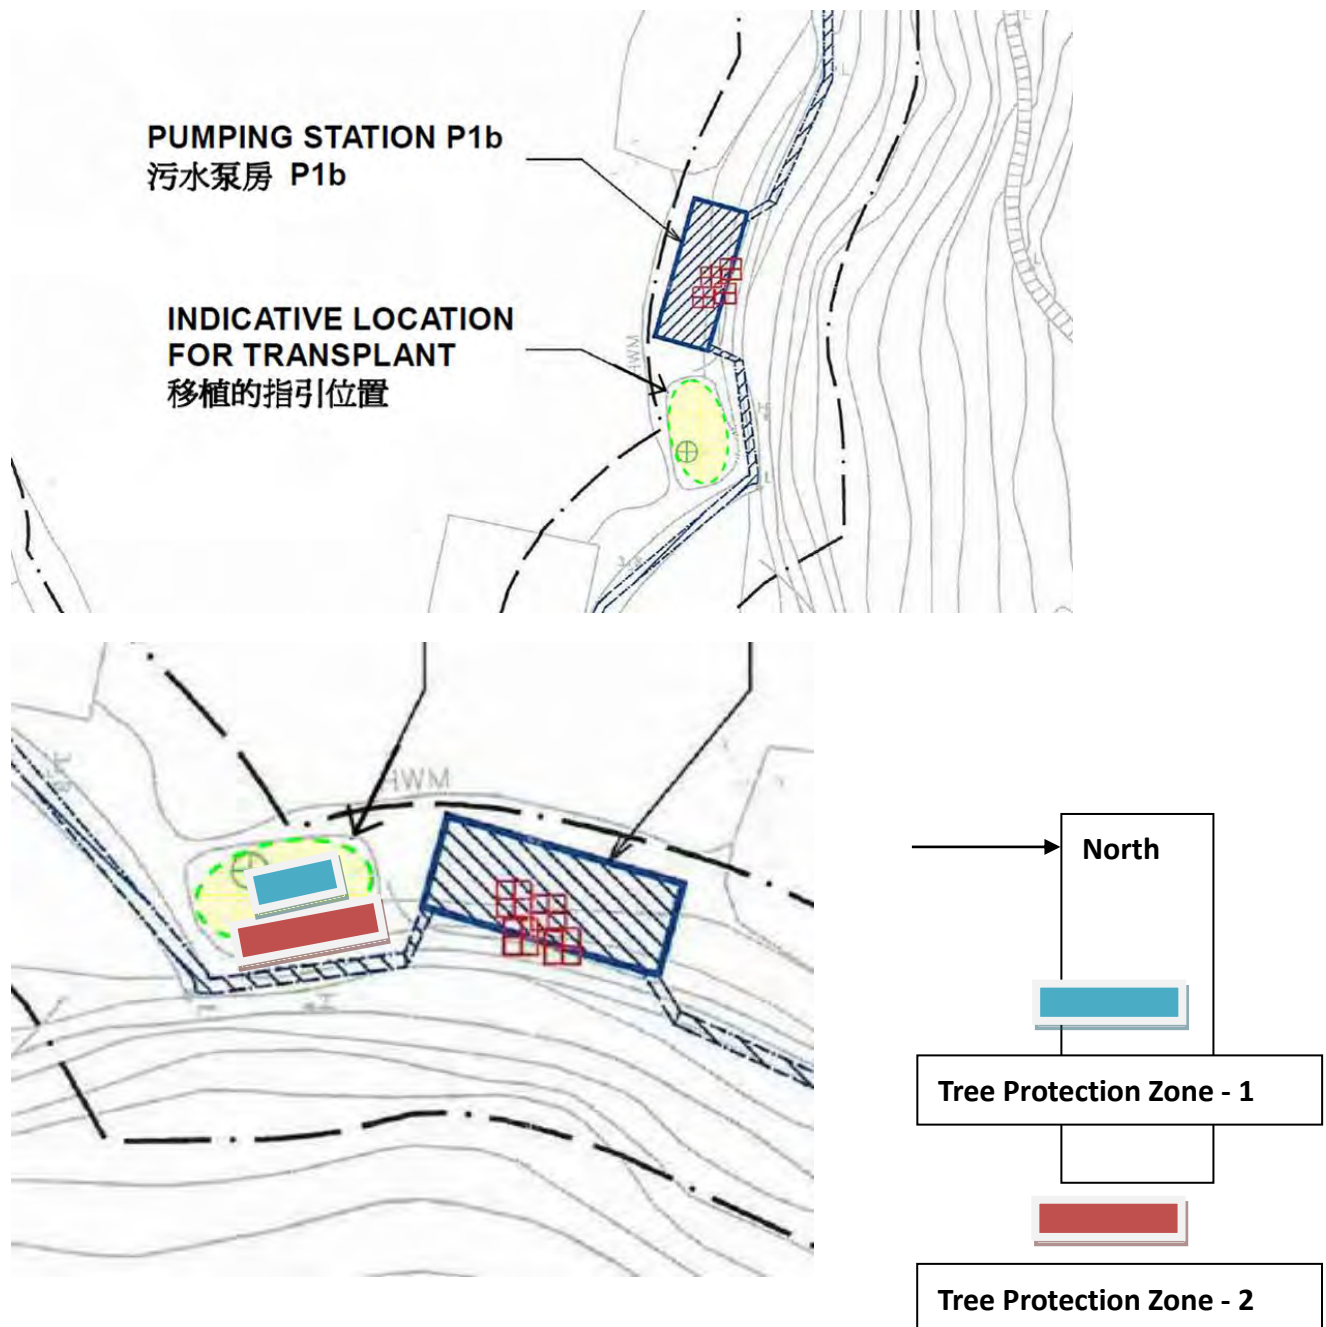 PUMPING STATION P1b
污水泵房 P1b
INDICATIVE LOCATION
FOR TRANSPLANT
移植的指引位置
HWM
HWM
North
Tree Protection Zone - 1
Tree Protection Zone - 2